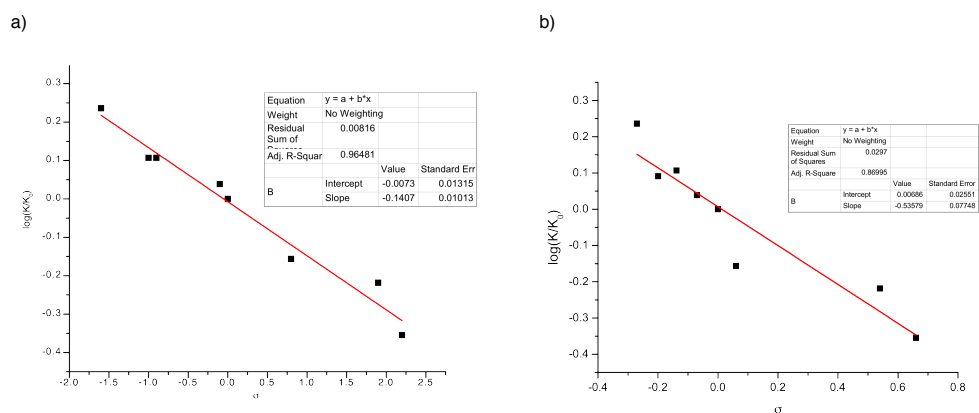 a)
b)
0.3
0.2
0.1
0.0
-0.1
-0.2
-0.3
-0.4
log(K/K₀)
-2.0 -1.5 -1.0 -0.5 0.0 0.5 1.0 1.5 2.0 2.5
σ
Equation y = a + b*x
Weight No Weighting
Residual 0.00816
Sum of
Adj. R-Squar 0.96481
Value Standard Err
B Intercept -0.0073 0.01315
Slope -0.1407 0.01013
0.3
0.2
0.1
0.0
-0.1
-0.2
-0.3
-0.4
log(K/K₀)
-0.4 -0.2 0.0 0.2 0.4 0.6 0.8
σ
Equation y = a + b*x
Weight No Weighting
Residual Sum 0.0297
of Squares
Adj. R-Square 0.86995
Value Standard Error
B Intercept 0.00686 0.02551
Slope -0.53579 0.07748